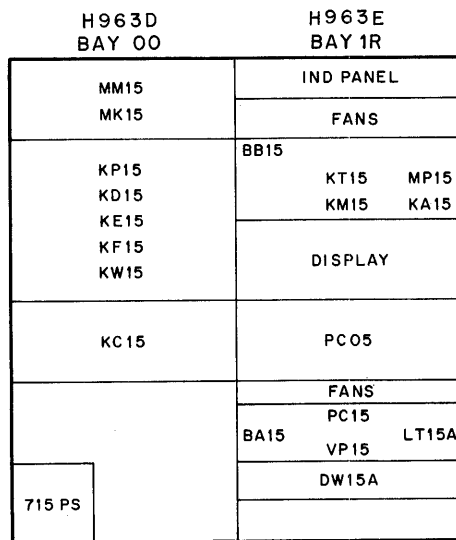 H963D
BAY 00
H963E
BAY 1R
MM15
MK15
KP15
KD15
KE15
KF15
KW15
KC15
715 PS
IND PANEL
FANS
BB15
KT15 MP15
KM15 KA15
DISPLAY
PC05
FANS
PC15
BA15 LT15A
VP15
DW15A